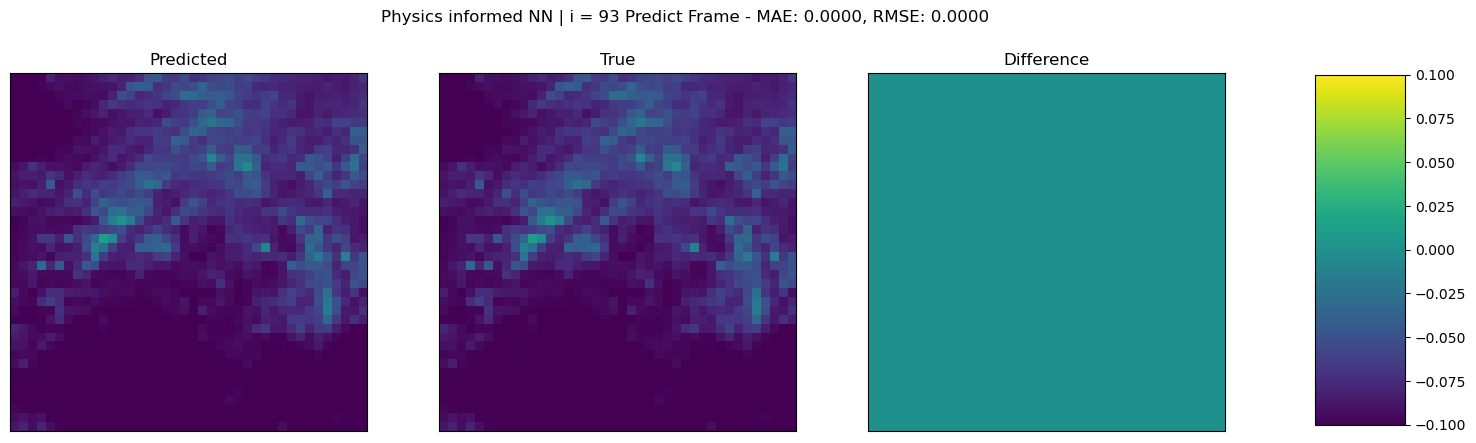 Physics informed NN | i = 93 Predict Frame - MAE: 0.0000, RMSE: 0.0000
Predicted
True
Difference
0.100
0.075
0.050
0.025
0.000
−0.025
−0.050
−0.075
−0.100